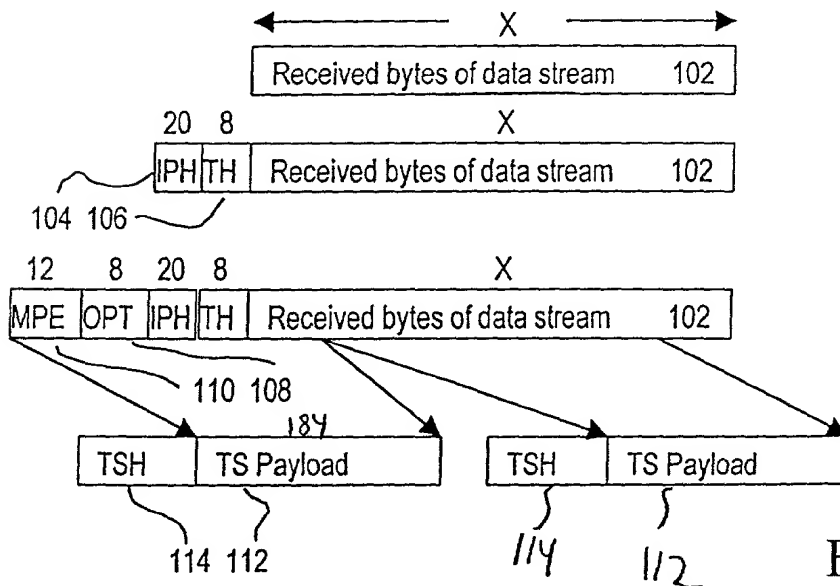 X
Received bytes of data stream 102
20 8 X
IPH TH Received bytes of data stream 102
104 106
12 8 20 8 X
MPE OPT IPH TH Received bytes of data stream 102
110 108
184
TSH TS Payload TSH TS Payload
114 112 114 112